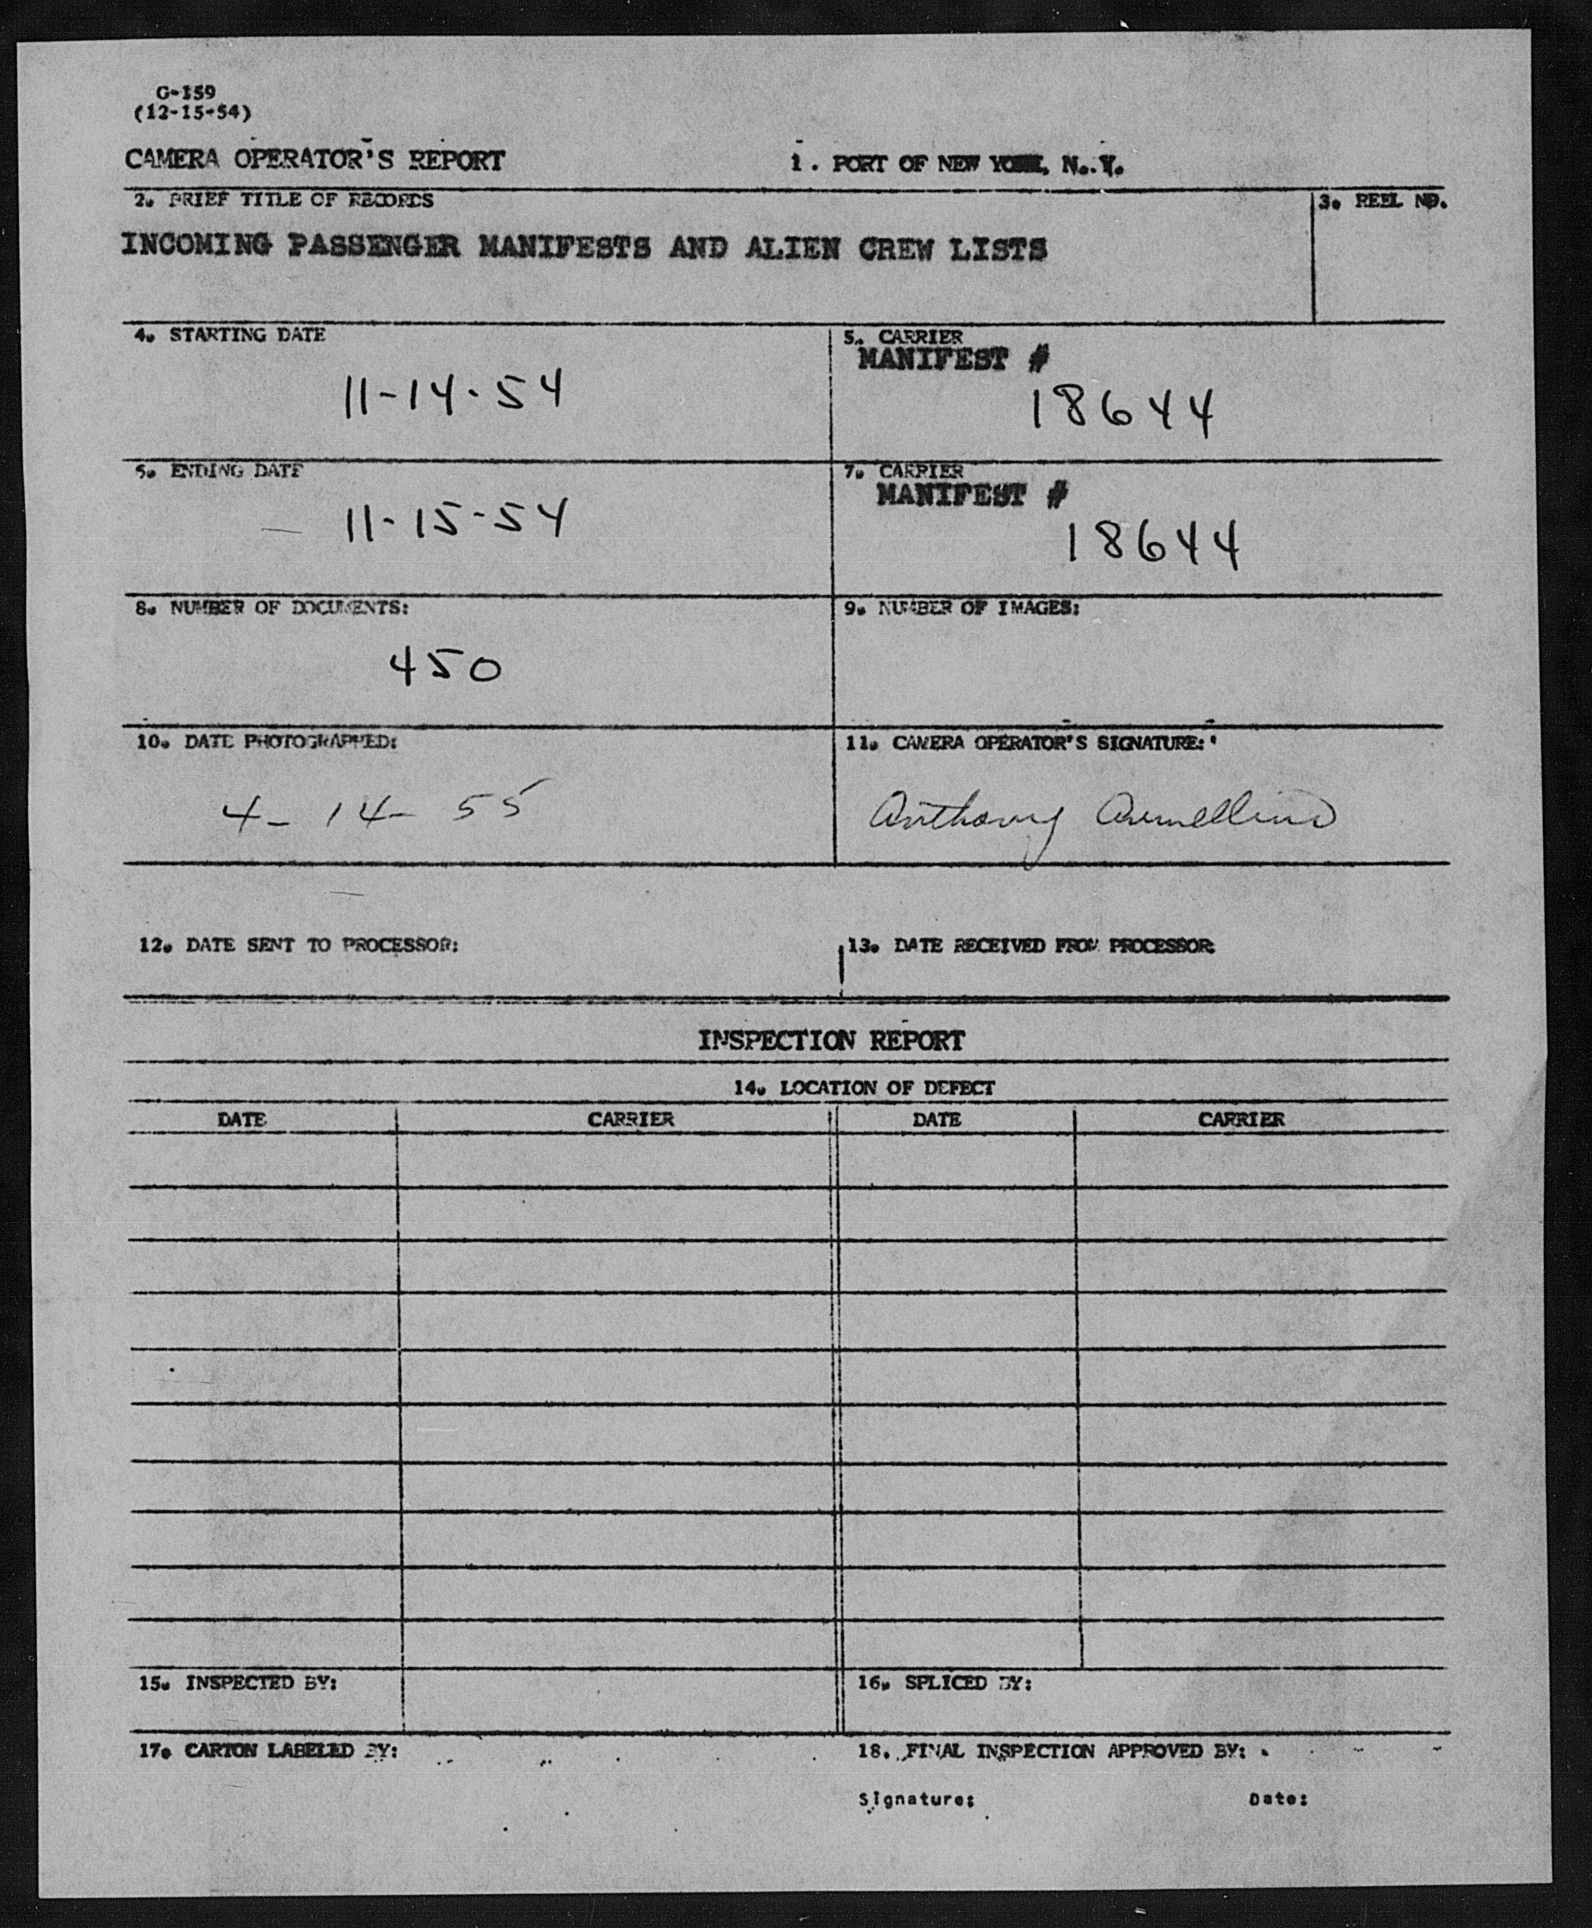 G-159
(12-15-54)
CAMERA OPERATOR'S REPORT
1. PORT OF NEW YORK, N.Y.
2. BRIEF TITLE OF RECORDS
3. REEL NO.
INCOMING PASSENGER MANIFESTS AND ALIEN CREW LISTS
4. STARTING DATE
11-14-54
5. CARRIER
MANIFEST #
18644
5. ENDING DATE
11-15-54
7. CARRIER
MANIFEST #
18644
8. NUMBER OF DOCUMENTS:
450
9. NUMBER OF IMAGES:
10. DATE PHOTOGRAPHED:
4-14-55
11. CAMERA OPERATOR'S SIGNATURE:
Anthony
12. DATE SENT TO PROCESSOR:
13. DATE RECEIVED FROM PROCESSOR
INSPECTION REPORT
14. LOCATION OF DEFECT
DATE CARRIER DATE CARRIER
15. INSPECTED BY:
16. SPLICED BY:
17. CARTON LABELED BY:
18. FINAL INSPECTION APPROVED BY:
Signature: Date: